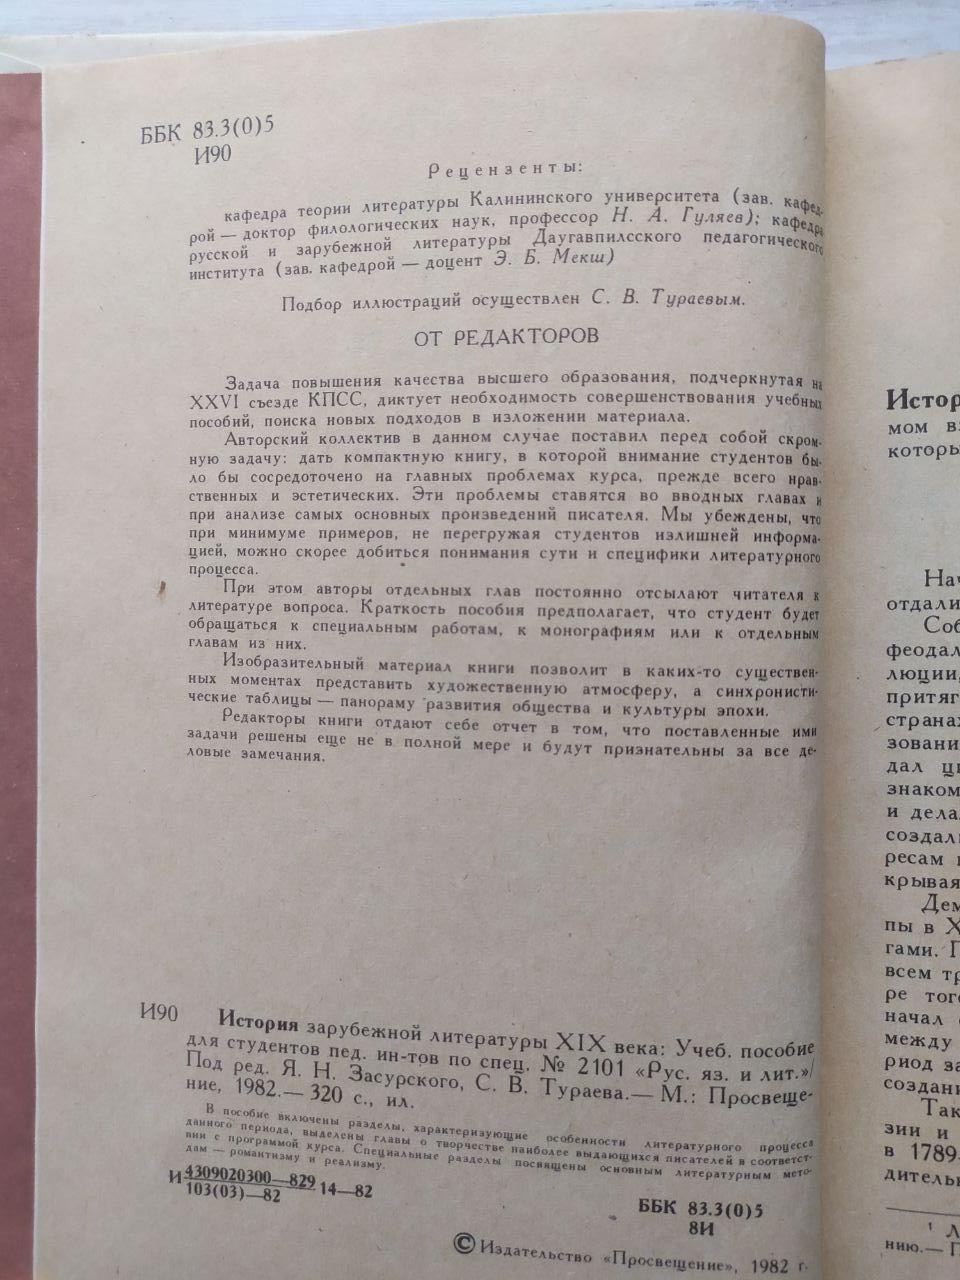 ББК 83.3(0)5
И90
Рецензенты:
кафедра теории литературы Калининского университета (зав. кафед-
рой — доктор филологических наук, профессор Н. А. Гуляев); кафедра
русской и зарубежной литературы Даугавпилсского педагогического
института (зав. кафедрой — доцент Э. Б. Мекш)
Подбор иллюстраций осуществлен С. В. Тураевым.
ОТ РЕДАКТОРОВ
Задача повышения качества высшего образования, подчеркнутая на
XXVI съезде КПСС, диктует необходимость совершенствования учебных
пособий, поиска новых подходов в изложении материала.
Авторский коллектив в данном случае поставил перед собой скром-
ную задачу: дать компактную книгу, в которой внимание студентов бы-
ло бы сосредоточено на главных проблемах курса, прежде всего нрав-
ственных и эстетических. Эти проблемы ставятся во вводных главах и
при анализе самых основных произведений писателя. Мы убеждены, что
при минимуме примеров, не перегружая студентов излишней информа-
цией, можно скорее добиться понимания сути и специфики литературного
процесса.
При этом авторы отдельных глав постоянно отсылают читателя к
литературе вопроса. Краткость пособия предполагает, что студент будет
обращаться к специальным работам, к монографиям или к отдельным
главам из них.
Изобразительный материал книги позволит в каких-то существен-
ных моментах представить художественную атмосферу, а синхронисти-
ческие таблицы — панораму развития общества и культуры эпохи.
Редакторы книги отдают себе отчет в том, что поставленные ими
задачи решены еще не в полной мере и будут признательны за все де-
ловые замечания.
И90 История зарубежной литературы XIX века: Учеб. пособие
для студентов пед. ин-тов по спец. № 2101 «Рус. яз. и лит.»/
Под ред. Я. Н. Засурского, С. В. Тураева.— М.: Просвеще-
ние, 1982.— 320 с., ил.
В пособие включены разделы, характеризующие особенности литературного процесса
данного периода, выделены главы о творчестве наиболее выдающихся писателей в соответст-
вии с программой курса. Специальные разделы посвящены основным литературным мето-
дам — романтизму и реализму.
И 4309020300—829 14—82
103(03)—82
ББК 83.3(0)5
8И
© Издательство «Просвещение», 1982 г.
Истор
мом вз
которы
Нач
отдали
Соб
феодал
люции,
притяг
страна
зовани
дал ци
знаком
и дела
создал
ресам
крывая
Дем
пы в X
гами. П
всем тр
ре тог
начал
между
риод за
создани
Так
зии и
в 1789
дитель
¹ Л
нию.— П